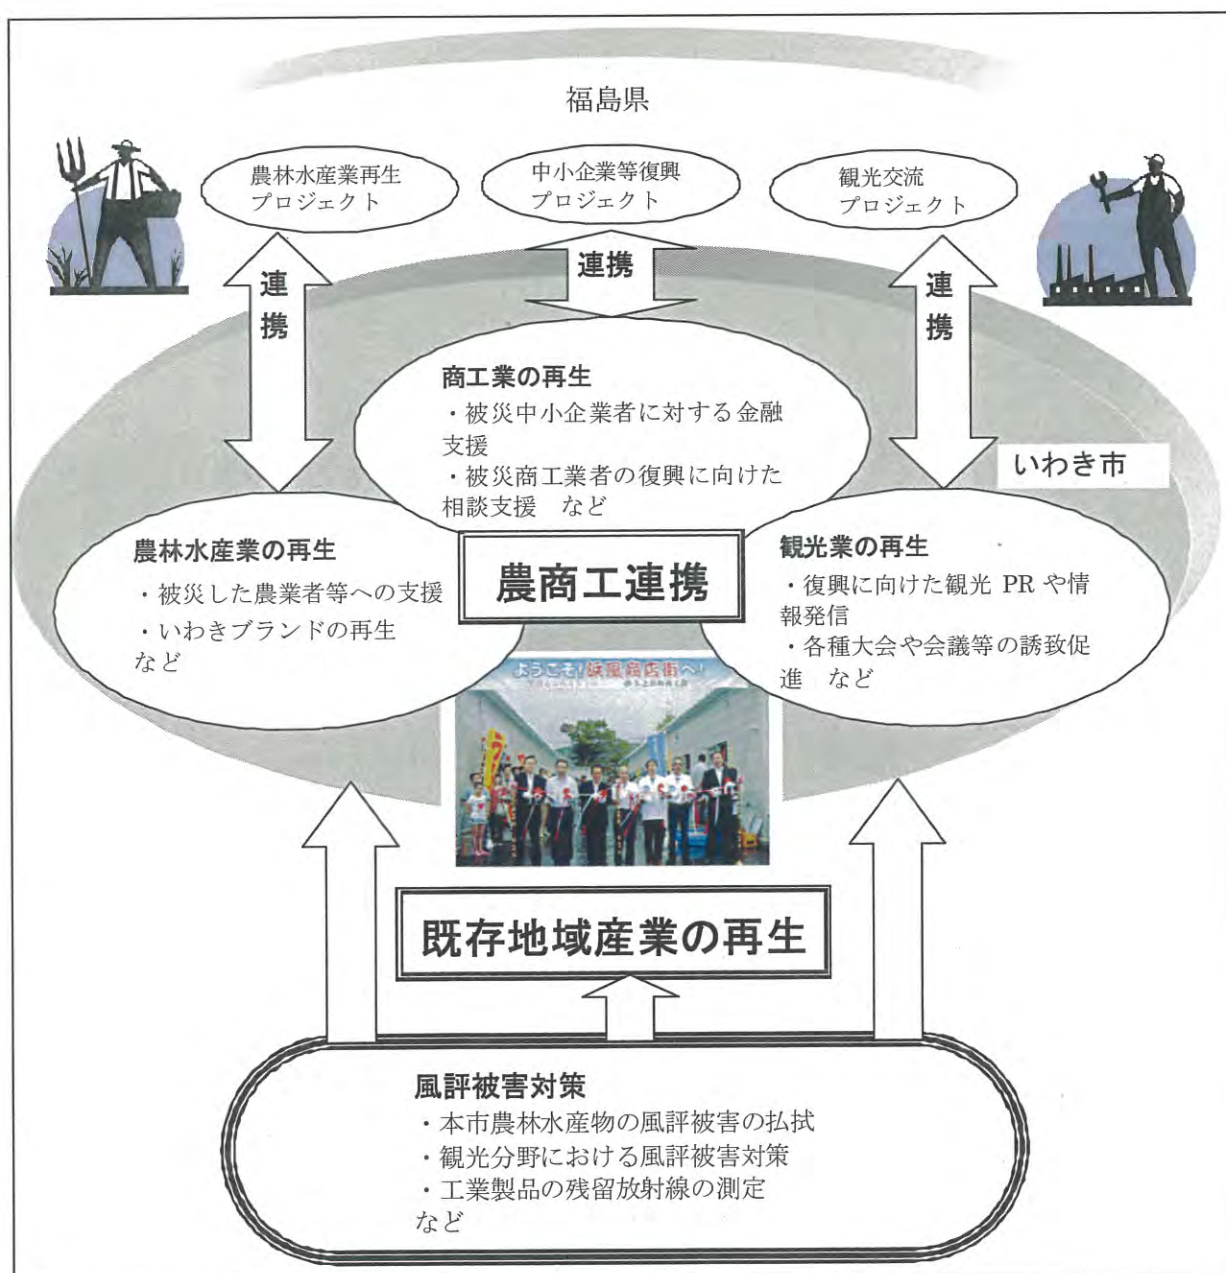 福島県
農林水産業再生
プロジェクト
中小企業等復興
プロジェクト
観光交流
プロジェクト
連携
連携
連携
商工業の再生
・被災中小企業者に対する金融
支援
・被災商工業者の復興に向けた
相談支援 など
いわき市
農林水産業の再生
・被災した農業者等への支援
・いわきブランドの再生
など
農商工連携
観光業の再生
・復興に向けた観光 PR や情
報発信
・各種大会や会議等の誘致促
進 など
ようこそ!浜風商店街へ!
既存地域産業の再生
風評被害対策
・本市農林水産物の風評被害の払拭
・観光分野における風評被害対策
・工業製品の残留放射線の測定
など